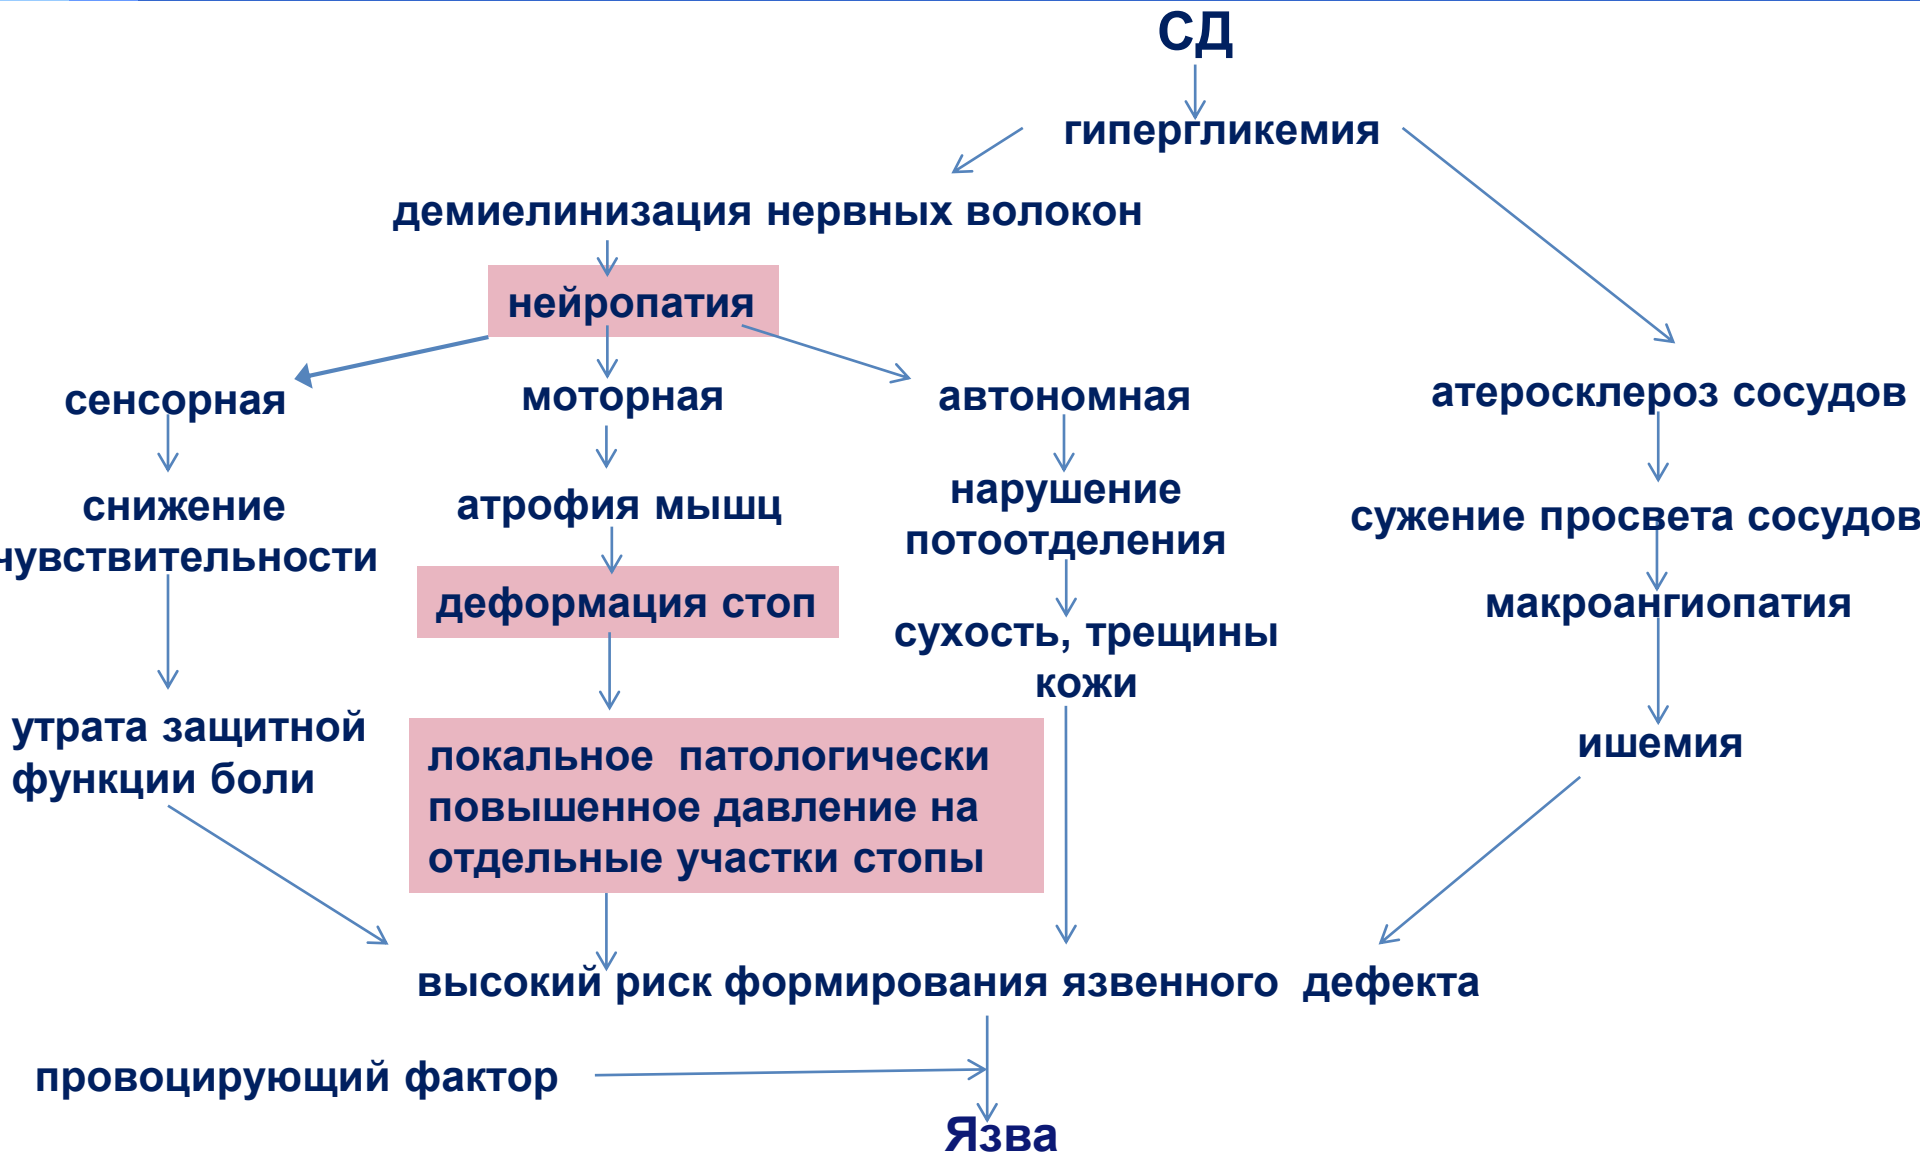 СД
гипергликемия
демиелинизация нервных волокон
нейропатия
сенсорная
моторная
автономная
атеросклероз сосудов
снижение
чувствительности
атрофия мышц
нарушение
потоотделения
сужение просвета сосудов
деформация стоп
сухость, трещины
кожи
макроангиопатия
утрата защитной
функции боли
локальное патологически
повышенное давление на
отдельные участки стопы
ишемия
высокий риск формирования язвенного дефекта
провоцирующий фактор
Язва